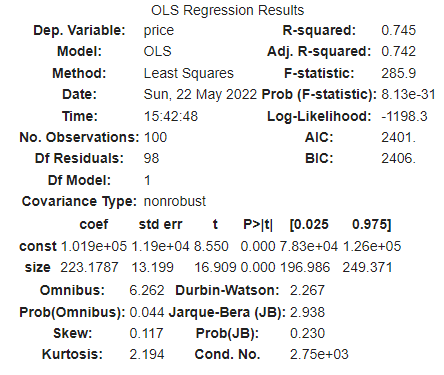 OLS Regression Results
Dep. Variable: price R-squared: 0.745
Model: OLS Adj. R-squared: 0.742
Method: Least Squares F-statistic: 285.9
Date: Sun, 22 May 2022 Prob (F-statistic): 8.13e-31
Time: 15:42:48 Log-Likelihood: -1198.3
No. Observations: 100 AIC: 2401.
Df Residuals: 98 BIC: 2406.
Df Model: 1
Covariance Type: nonrobust
coef std err t P>|t| [0.025 0.975]
const 1.019e+05 1.19e+04 8.550 0.000 7.83e+04 1.26e+05
size 223.1787 13.199 16.909 0.000 196.986 249.371
Omnibus: 6.262 Durbin-Watson: 2.267
Prob(Omnibus): 0.044 Jarque-Bera (JB): 2.938
Skew: 0.117 Prob(JB): 0.230
Kurtosis: 2.194 Cond. No. 2.75e+03